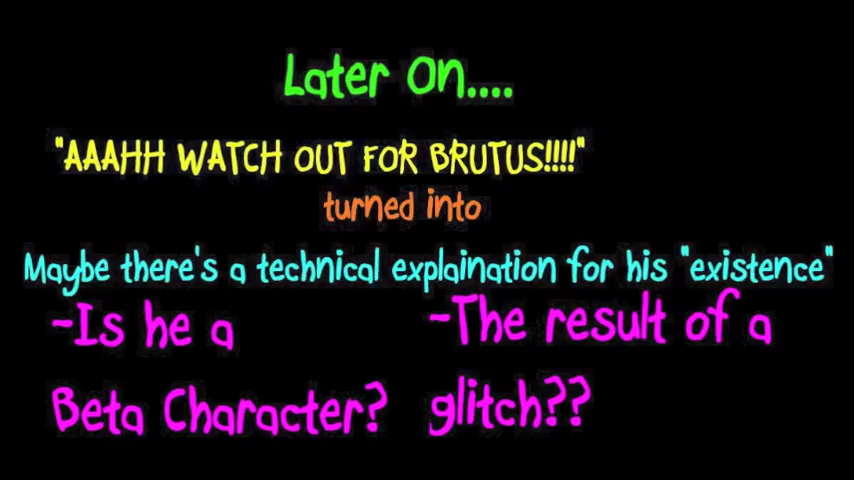 Later On....
"AAAHH WATCH OUT FOR BRUTUS!!!!"
turned into
Maybe there's a technical explaination for his "existence"
-Is he a
Beta Character?
-The result of a
glitch??